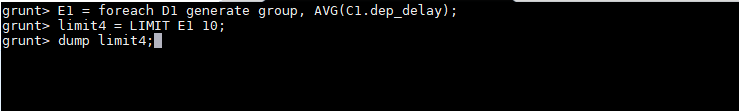 grunt> E1 = foreach D1 generate group, AVG(C1.dep_delay);
grunt> limit4 = LIMIT E1 10;
grunt> dump limit4;